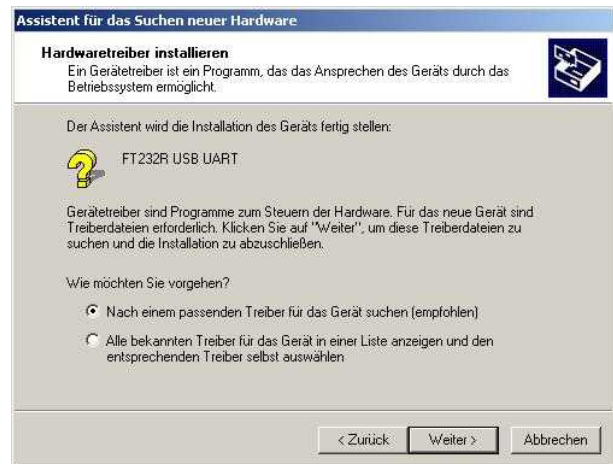 Assistent für das Suchen neuer Hardware
Hardwaretreiber installieren
Ein Gerätetreiber ist ein Programm, das das Ansprechen des Geräts durch das
Betriebssystem ermöglicht.
Der Assistent wird die Installation des Geräts fertig stellen:
FT232R USB UART
Gerätetreiber sind Programme zum Steuern der Hardware. Für das neue Gerät sind
Treiberdateien erforderlich. Klicken Sie auf "Weiter", um diese Treiberdateien zu
suchen und die Installation zu abzuschließen.
Wie möchten Sie vorgehen?
Nach einem passenden Treiber für das Gerät suchen (empfohlen)
Alle bekannten Treiber für das Gerät in einer Liste anzeigen und den
entsprechenden Treiber selbst auswählen
< Zurück Weiter > Abbrechen